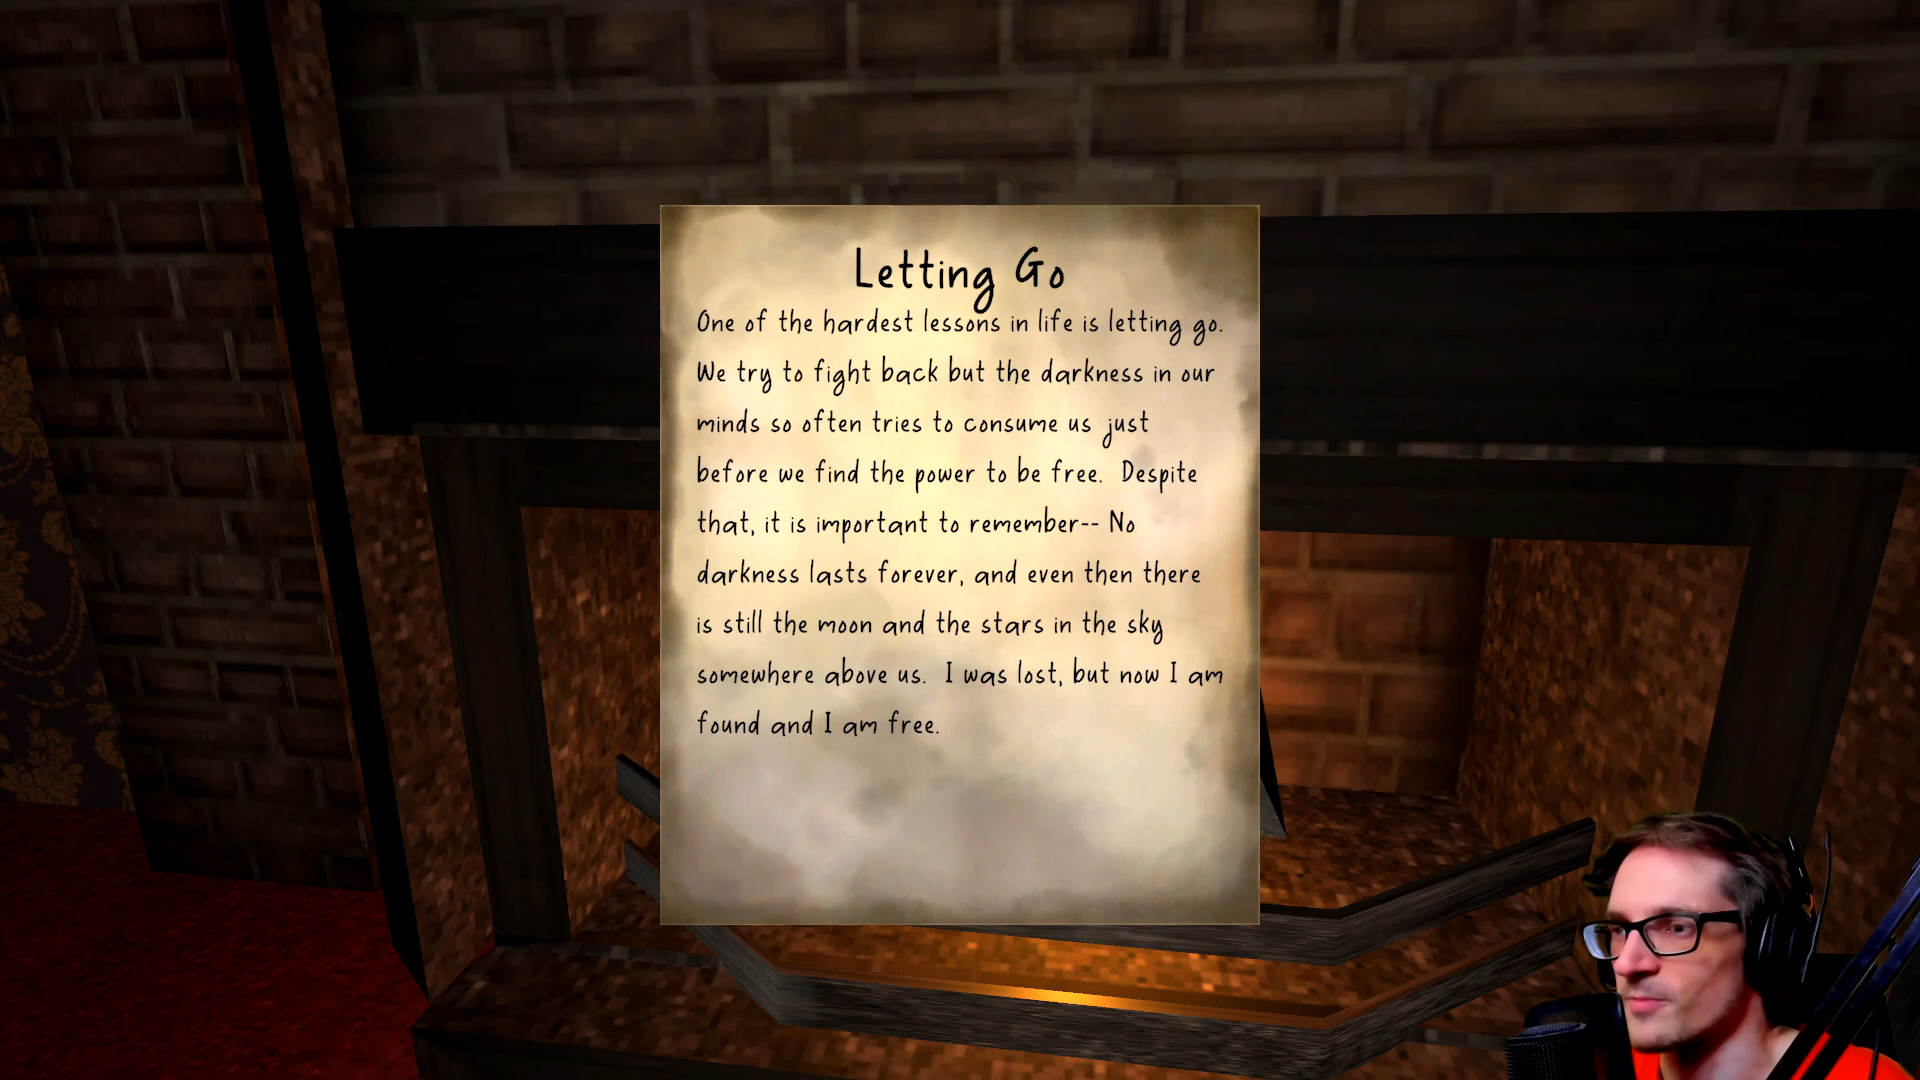 Letting Go
One of the hardest lessons in life is letting go.
We try to fight back but the darkness in our
minds so often tries to consume us just
before we find the power to be free.  Despite
that, it is important to remember-- No
darkness lasts forever, and even then there
is still the moon and the stars in the sky
somewhere above us.  I was lost, but now I am
found and I am free.